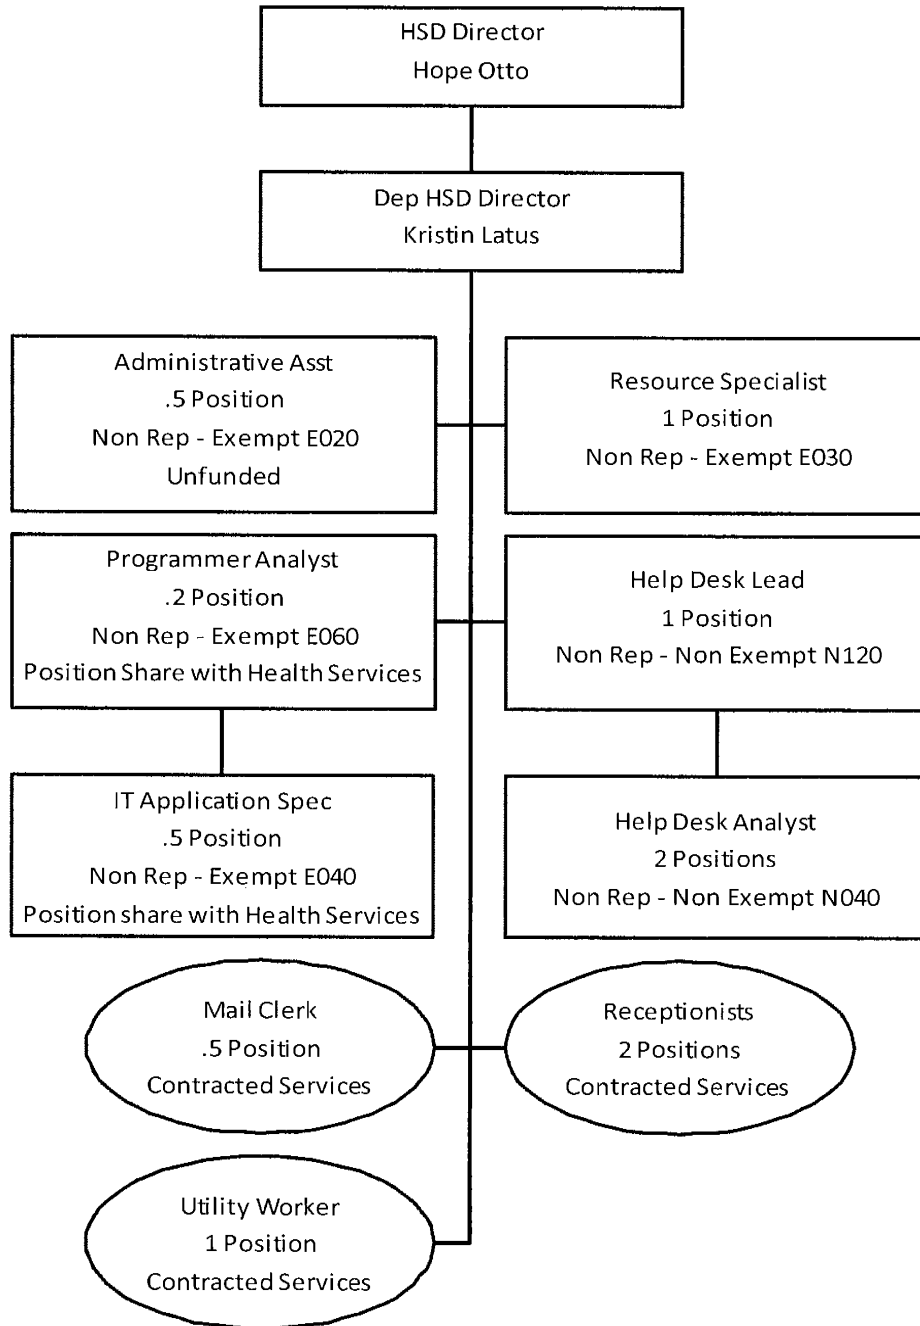 HSD Director
Hope Otto
Dep HSD Director
Kristin Latus
Administrative Asst
.5 Position
Non Rep - Exempt E020
Unfunded
Resource Specialist
1 Position
Non Rep - Exempt E030
Programmer Analyst
.2 Position
Non Rep - Exempt E060
Position Share with Health Services
Help Desk Lead
1 Position
Non Rep - Non Exempt N120
IT Application Spec
.5 Position
Non Rep - Exempt E040
Position share with Health Services
Help Desk Analyst
2 Positions
Non Rep - Non Exempt N040
Mail Clerk
.5 Position
Contracted Services
Receptionists
2 Positions
Contracted Services
Utility Worker
1 Position
Contracted Services